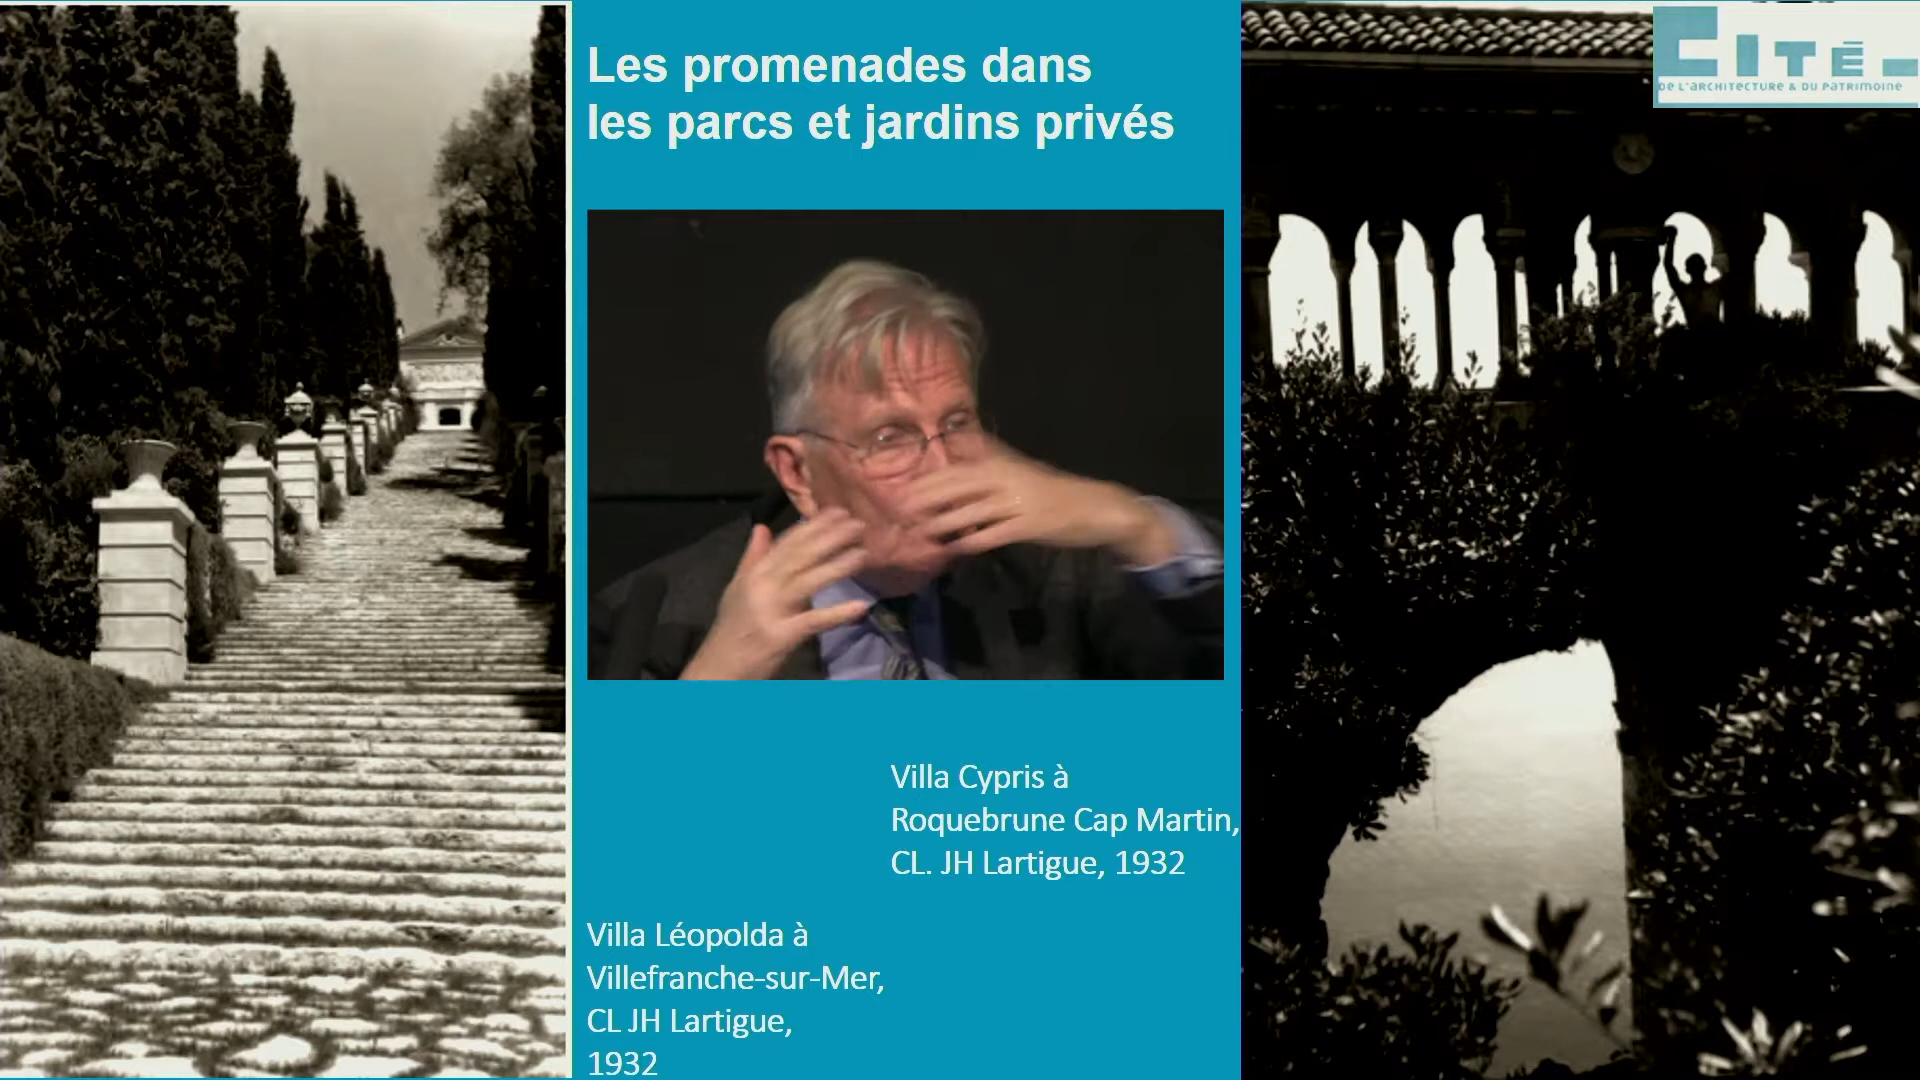 Les promenades dans
les parcs et jardins privés
CITÉ
DE L'ARCHITECTURE & DU PATRIMOINE
Villa Cypris à
Roquebrune Cap Martin,
CL. JH Lartigue, 1932
Villa Léopolda à
Villefranche-sur-Mer,
CL JH Lartigue,
1932